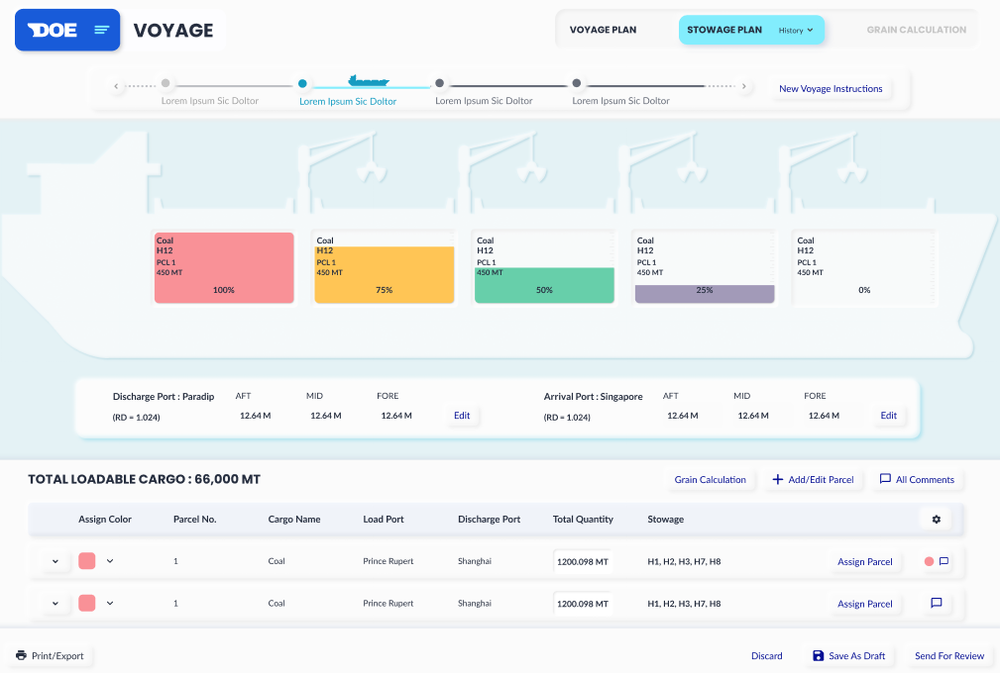 DOE
VOYAGE
VOYAGE PLAN
STOWAGE PLAN
History
GRAIN CALCULATION
Lorem Ipsum Sic Doltor
Lorem Ipsum Sic Doltor
Lorem Ipsum Sic Doltor
Lorem Ipsum Sic Doltor
New Voyage Instructions
Coal
H12
PCL 1
450 MT
100%
Coal
H12
PCL 1
450 MT
75%
Coal
H12
PCL 1
450 MT
50%
Coal
H12
PCL 1
450 MT
25%
Coal
H12
PCL 1
450 MT
0%
Discharge Port : Paradip AFT MID FORE
(RD = 1.024) 12.64 M 12.64 M 12.64 M Edit
Arrival Port : Singapore AFT MID FORE
(RD = 1.024) 12.64 M 12.64 M 12.64 M Edit
TOTAL LOADABLE CARGO : 66,000 MT
Grain Calculation
Add/Edit Parcel
All Comments
Assign Color Parcel No. Cargo Name Load Port Discharge Port Total Quantity Stowage
1 Coal Prince Rupert Shanghai 1200.098 MT H1, H2, H3, H7, H8 Assign Parcel
1 Coal Prince Rupert Shanghai 1200.098 MT H1, H2, H3, H7, H8 Assign Parcel
Print/Export
Discard
Save As Draft
Send For Review